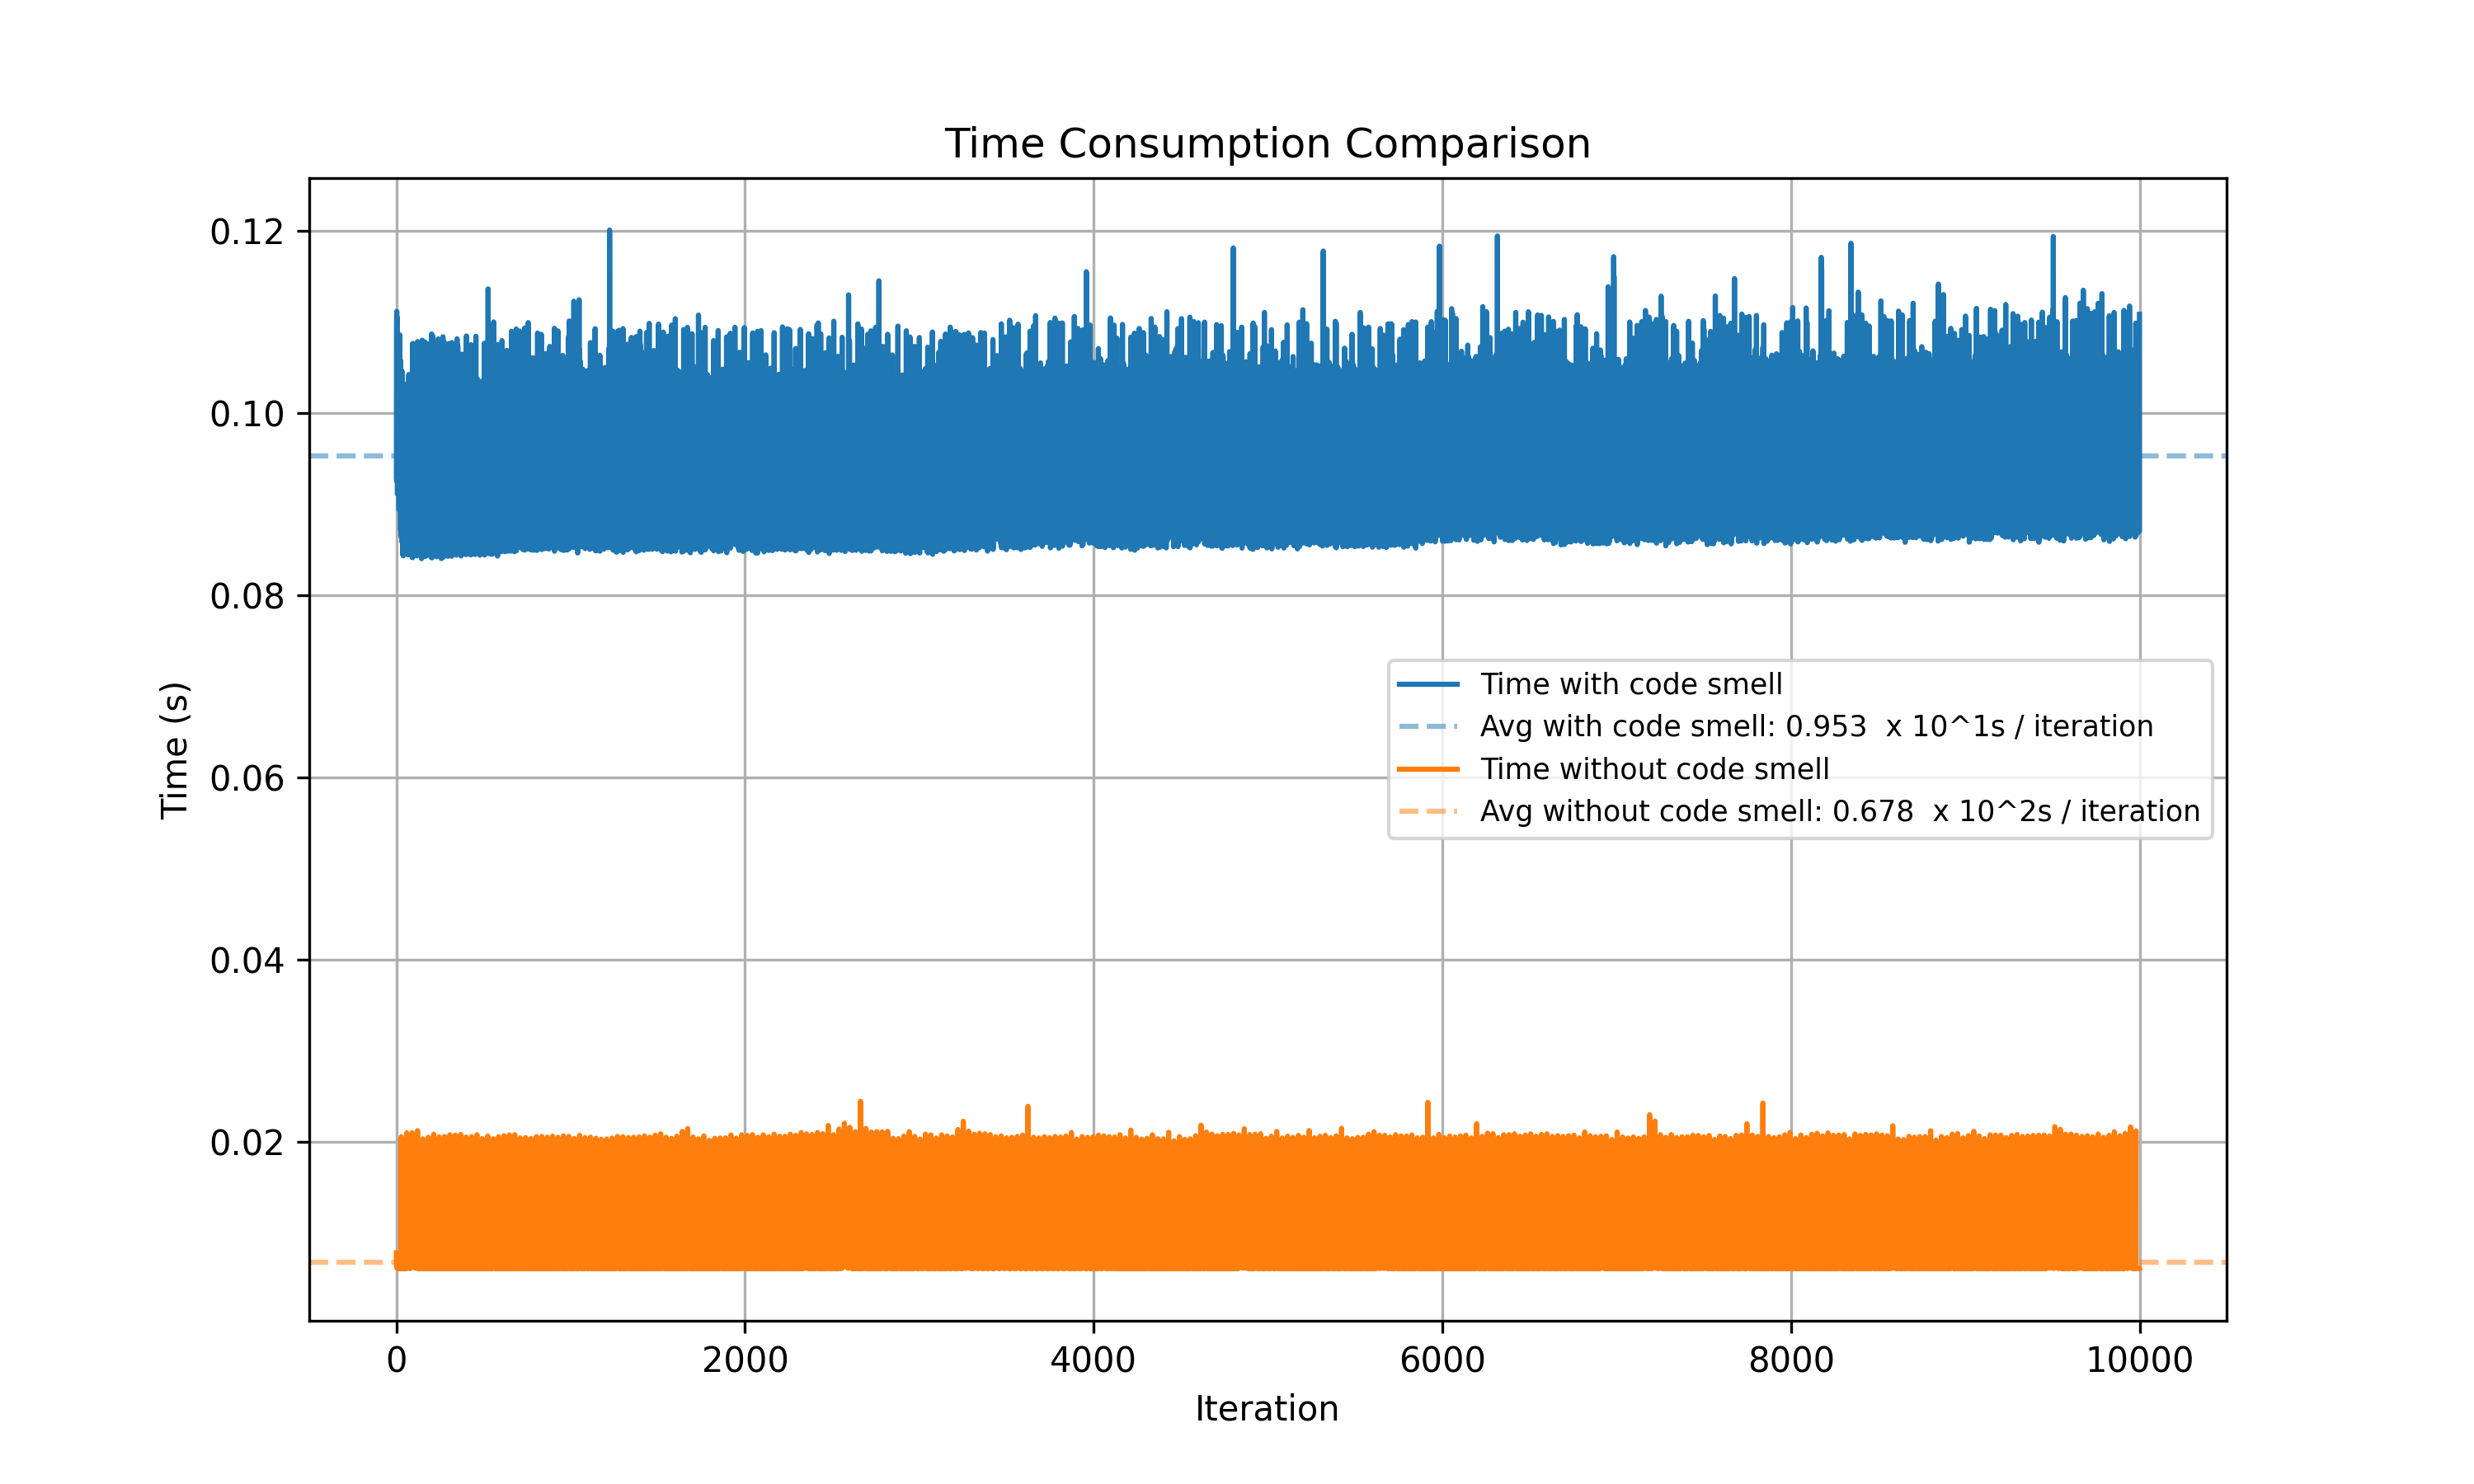 Time Consumption Comparison
0.12
0.10
0.08
0.06
0.04
0.02
Time (s)
Time with code smell
Avg with code smell: 0.953  x 10^1s / iteration
Time without code smell
Avg without code smell: 0.678  x 10^2s / iteration
0 2000 4000 6000 8000 10000
Iteration